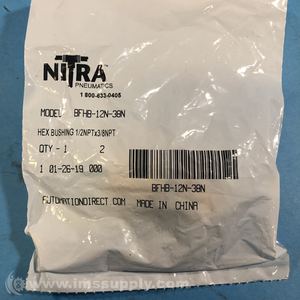 NITRA
PNEUMATICS
1 800-633-0405
MODEL BFHB-12N-38N
HEX BUSHING 1/2NPTx3/8NPT
QTY - 1 2
1 01-26-19 000
BFHB-12N-38N
AUTOMATIONDIRECT COM MADE IN CHINA
© www.imssupply.com